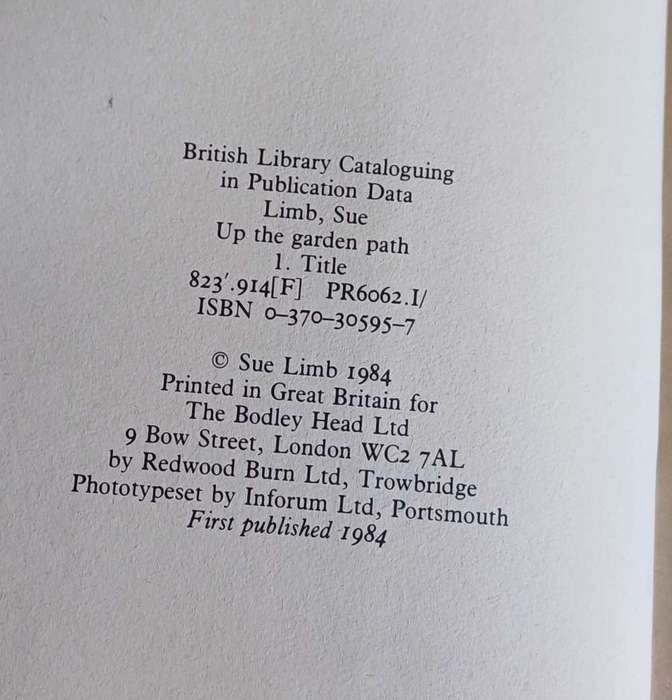 British Library Cataloguing
in Publication Data
Limb, Sue
Up the garden path
1. Title
823′.914[F] PR6062.I/
ISBN 0–370–30595–7
© Sue Limb 1984
Printed in Great Britain for
The Bodley Head Ltd
9 Bow Street, London WC2 7AL
by Redwood Burn Ltd, Trowbridge
Phototypeset by Inforum Ltd, Portsmouth
First published 1984